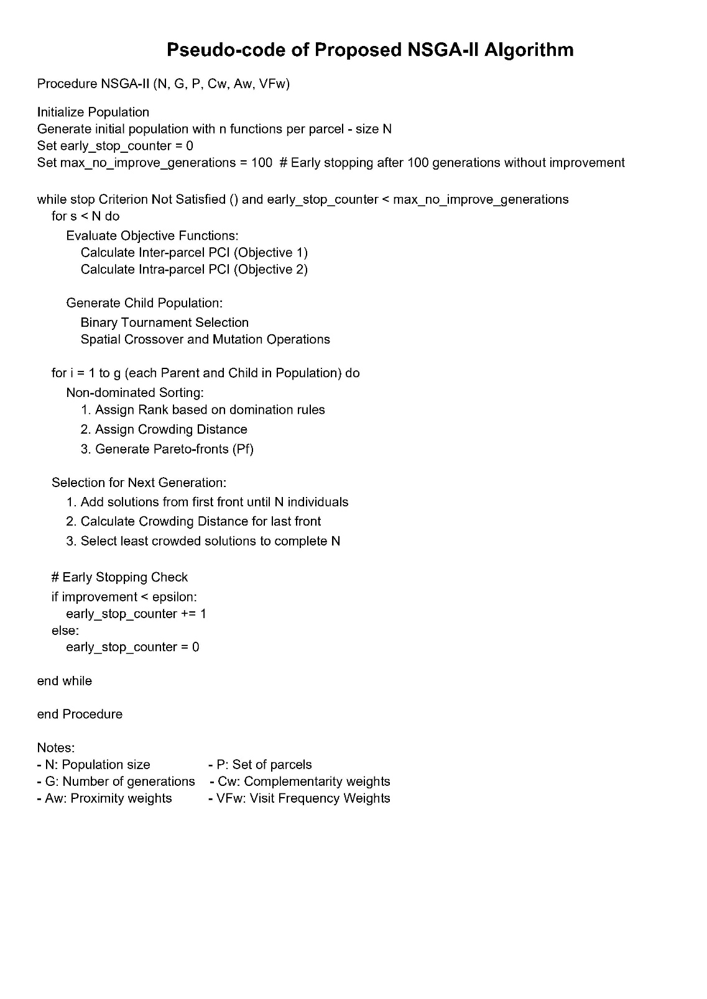 Pseudo-code of Proposed NSGA-II Algorithm
Procedure NSGA-II (N, G, P, Cw, Aw, VFw)
Initialize Population
Generate initial population with n functions per parcel - size N
Set early_stop_counter = 0
Set max_no_improve_generations = 100  # Early stopping after 100 generations without improvement
while stop Criterion Not Satisfied () and early_stop_counter < max_no_improve_generations
for s < N do
Evaluate Objective Functions:
Calculate Inter-parcel PCI (Objective 1)
Calculate Intra-parcel PCI (Objective 2)
Generate Child Population:
Binary Tournament Selection
Spatial Crossover and Mutation Operations
for i = 1 to g (each Parent and Child in Population) do
Non-dominated Sorting:
1. Assign Rank based on domination rules
2. Assign Crowding Distance
3. Generate Pareto-fronts (Pf)
Selection for Next Generation:
1. Add solutions from first front until N individuals
2. Calculate Crowding Distance for last front
3. Select least crowded solutions to complete N
# Early Stopping Check
if improvement < epsilon:
early_stop_counter += 1
else:
early_stop_counter = 0
end while
end Procedure
Notes:
- N: Population size - P: Set of parcels
- G: Number of generations - Cw: Complementarity weights
- Aw: Proximity weights - VFw: Visit Frequency Weights